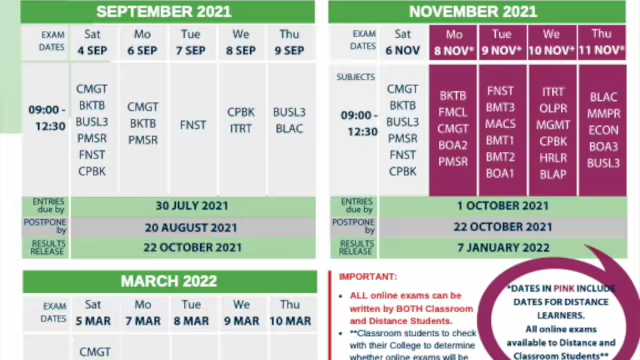 SEPTEMBER 2021
EXAM DATES Sat 4 SEP Mo 6 SEP Tue 7 SEP We 8 SEP Thu 9 SEP
09:00 - 12:30
CMGT
BKTB
BUSL3
PMSR
FNST
CPBK
CMGT
BKTB
PMSR
FNST
CPBK
ITRT
BUSL3
BLAC
ENTRIES due by 30 JULY 2021
POSTPONE by 20 AUGUST 2021
RESULTS RELEASE 22 OCTOBER 2021
NOVEMBER 2021
EXAM DATES Sat 6 NOV Mo 8 NOV* Tue 9 NOV* We 10 NOV* Thu 11 NOV*
SUBJECTS
09:00 - 12:30
CMGT
BKTB
BUSL3
PMSR
FNST
CPBK
BKTB
FMCL
CMGT
BOA2
PMSR
FNST
BMT3
MACS
BMT1
BMT2
BOA1
ITRT
OLPR
MGMT
CPBK
HRLR
BLAP
BLAC
MMPR
ECON
BOA3
BUSL3
ENTRIES due by 1 OCTOBER 2021
POSTPONE by 22 OCTOBER 2021
RESULTS RELEASE 7 JANUARY 2022
MARCH 2022
EXAM DATES Sat 5 MAR Mo 7 MAR Tue 8 MAR We 9 MAR Thu 10 MAR
CMGT
IMPORTANT:
• ALL online exams can be
written by BOTH Classroom
and Distance Students.
• **Classroom students to check
with their College to determine
whether online exams will be
*DATES IN PINK INCLUDE
DATES FOR DISTANCE
LEARNERS.
All online exams
available to Distance and
Classroom Students**